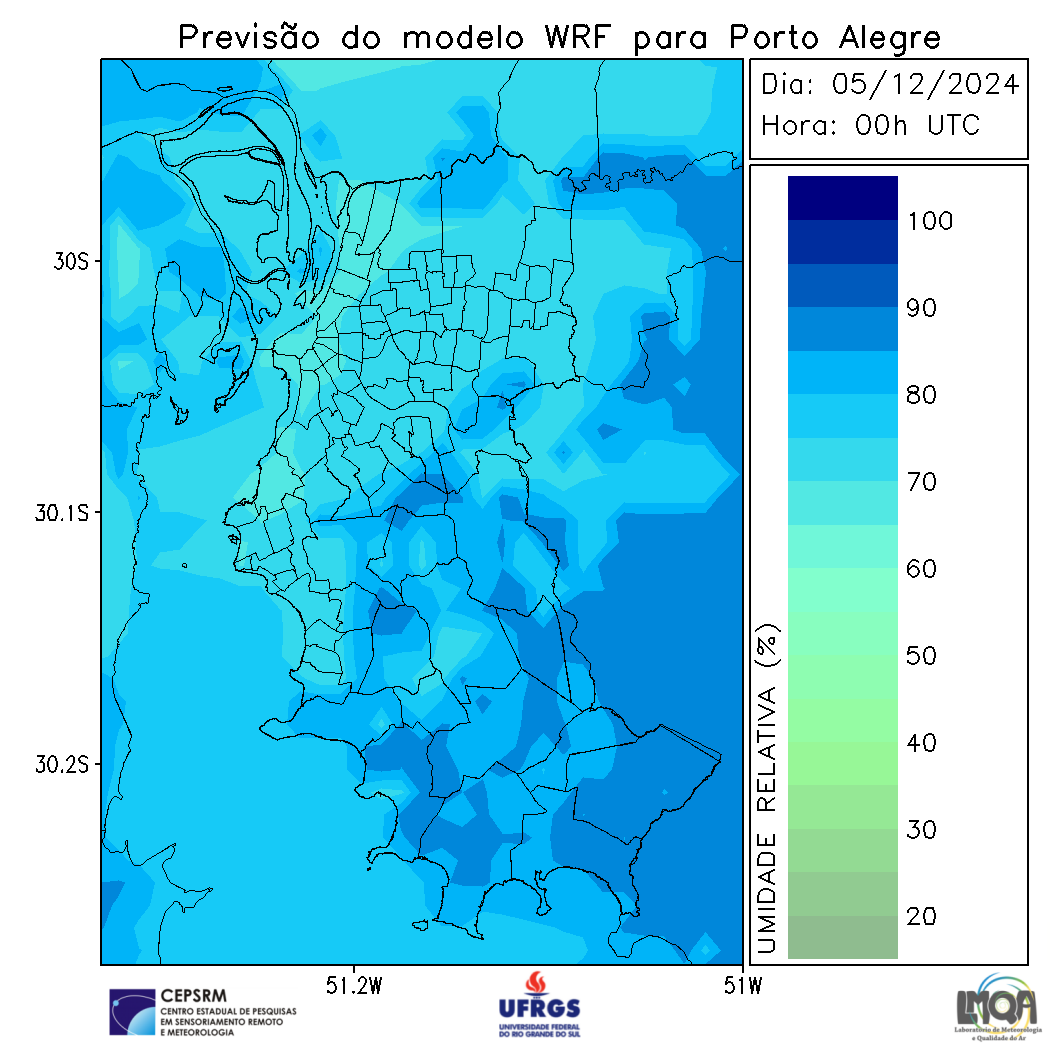 Previsão do modelo WRF para Porto Alegre
Dia: 05/12/2024
Hora: 00h UTC
30S
30.1S
30.2S
51.2W
51W
100
90
80
70
60
50
40
30
20
UMIDADE RELATIVA (%)
CEPSRM
CENTRO ESTADUAL DE PESQUISAS
EM SENSORIAMENTO REMOTO
E METEOROLOGIA
UFRGS
UNIVERSIDADE FEDERAL
DO RIO GRANDE DO SUL
LMQA
Laboratório de Meteorologia
e Qualidade do Ar